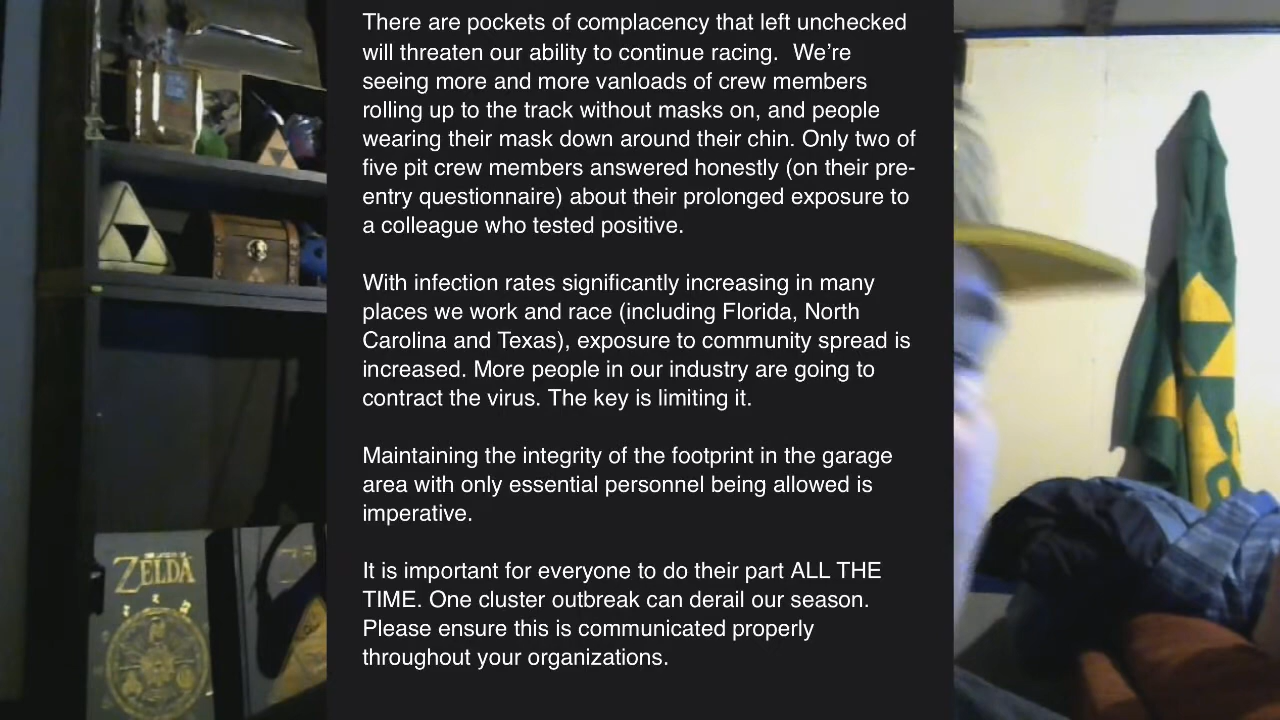 There are pockets of complacency that left unchecked
will threaten our ability to continue racing.  We’re
seeing more and more vanloads of crew members
rolling up to the track without masks on, and people
wearing their mask down around their chin. Only two of
five pit crew members answered honestly (on their pre-
entry questionnaire) about their prolonged exposure to
a colleague who tested positive.
With infection rates significantly increasing in many
places we work and race (including Florida, North
Carolina and Texas), exposure to community spread is
increased. More people in our industry are going to
contract the virus. The key is limiting it.
Maintaining the integrity of the footprint in the garage
area with only essential personnel being allowed is
imperative.
It is important for everyone to do their part ALL THE
TIME. One cluster outbreak can derail our season.
Please ensure this is communicated properly
throughout your organizations.
ZELDA